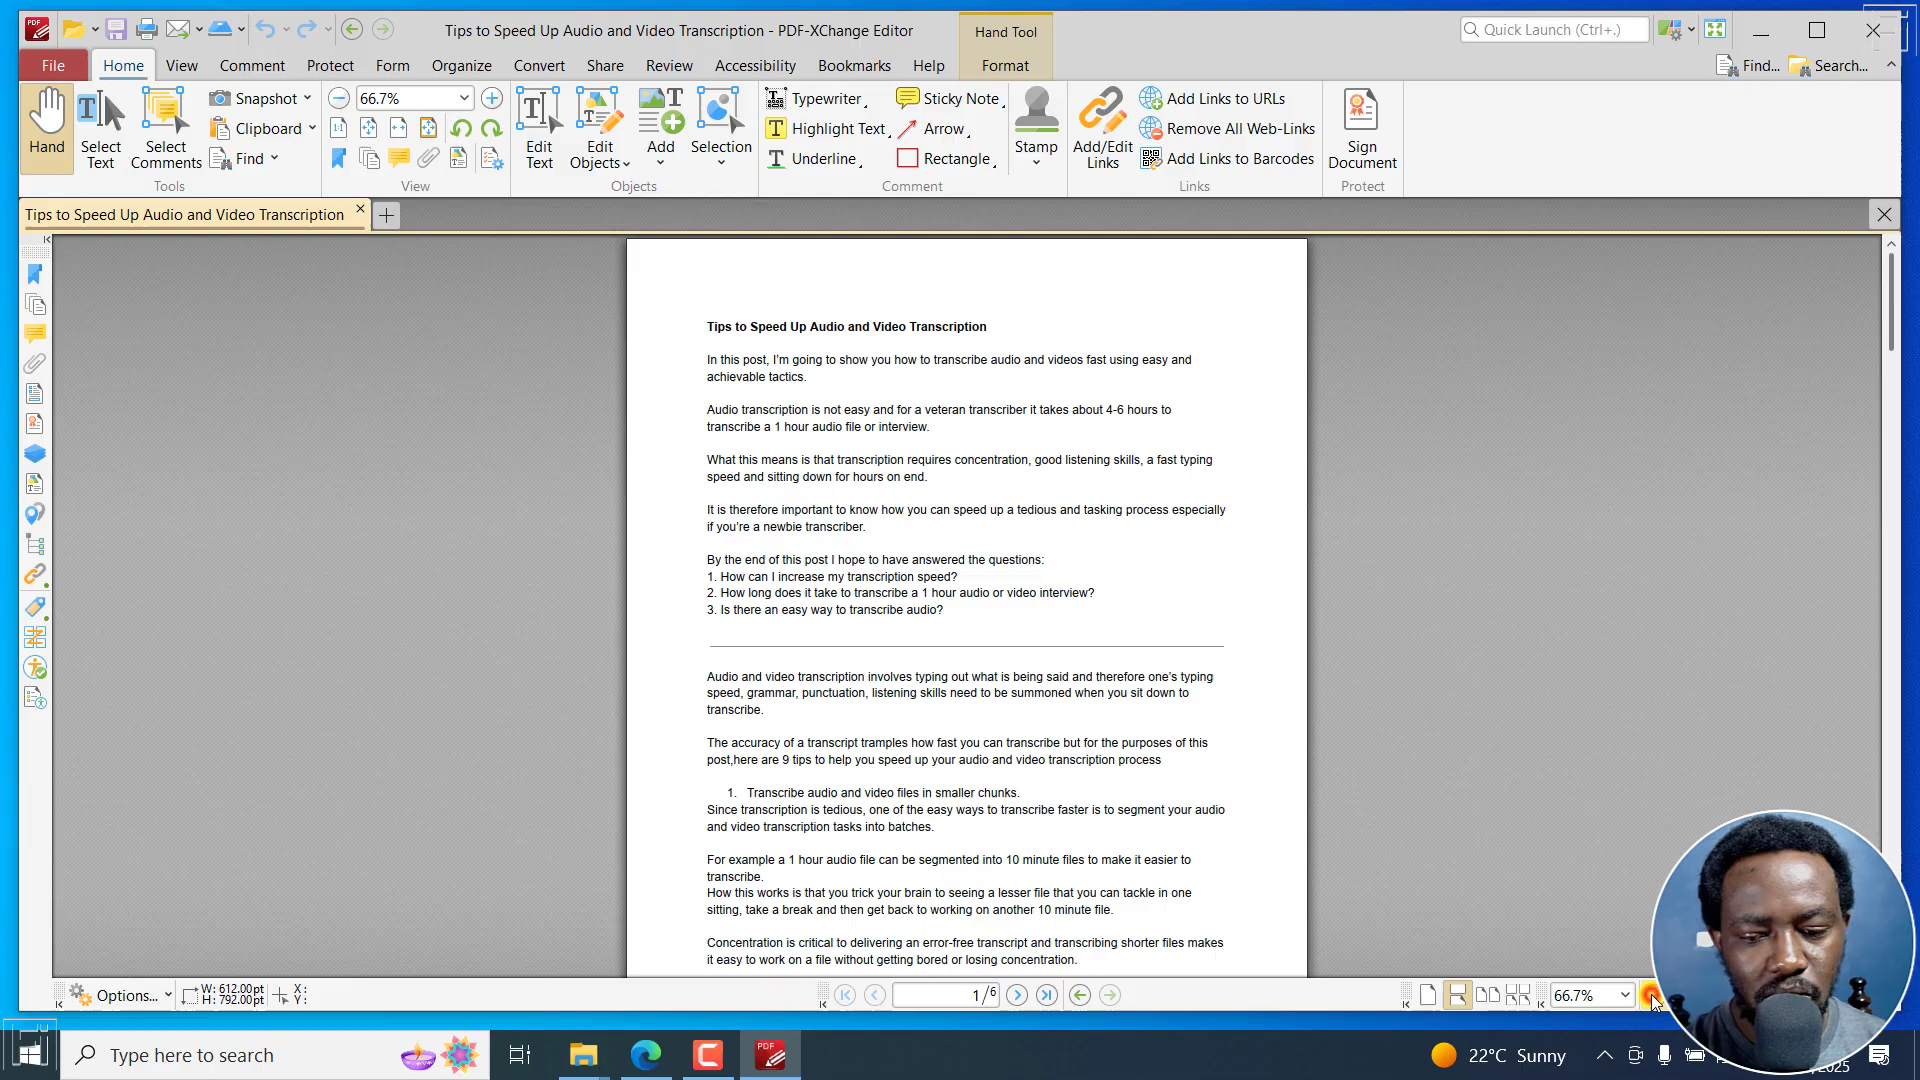 Tips to Speed Up Audio and Video Transcription - PDF-XChange Editor
Hand Tool
Quick Launch (Ctrl+.)
File Home View Comment Protect Form Organize Convert Share Review Accessibility Bookmarks Help Format
Find... Search...
Hand
Select Text
Select Comments
Snapshot
Clipboard
Find
Tools
66.7%
View
Edit Text
Edit Objects
Add
Selection
Objects
Typewriter
Highlight Text
Underline
Sticky Note
Arrow
Rectangle
Stamp
Comment
Add/Edit Links
Add Links to URLs
Remove All Web-Links
Add Links to Barcodes
Links
Sign Document
Protect
Tips to Speed Up Audio and Video Transcription
Tips to Speed Up Audio and Video Transcription
In this post, I'm going to show you how to transcribe audio and videos fast using easy and
achievable tactics.
Audio transcription is not easy and for a veteran transcriber it takes about 4-6 hours to
transcribe a 1 hour audio file or interview.
What this means is that transcription requires concentration, good listening skills, a fast typing
speed and sitting down for hours on end.
It is therefore important to know how you can speed up a tedious and tasking process especially
if you're a newbie transcriber.
By the end of this post I hope to have answered the questions:
1. How can I increase my transcription speed?
2. How long does it take to transcribe a 1 hour audio or video interview?
3. Is there an easy way to transcribe audio?
Audio and video transcription involves typing out what is being said and therefore one's typing
speed, grammar, punctuation, listening skills need to be summoned when you sit down to
transcribe.
The accuracy of a transcript tramples how fast you can transcribe but for the purposes of this
post,here are 9 tips to help you speed up your audio and video transcription process
1. Transcribe audio and video files in smaller chunks.
Since transcription is tedious, one of the easy ways to transcribe faster is to segment your audio
and video transcription tasks into batches.
For example a 1 hour audio file can be segmented into 10 minute files to make it easier to
transcribe.
How this works is that you trick your brain to seeing a lesser file that you can tackle in one
sitting, take a break and then get back to working on another 10 minute file.
Concentration is critical to delivering an error-free transcript and transcribing shorter files makes
it easy to work on a file without getting bored or losing concentration.
Options...
W: 612.00pt
H: 792.00pt
X:
Y:
1 / 6
66.7%
Type here to search
PDF
22°C Sunny